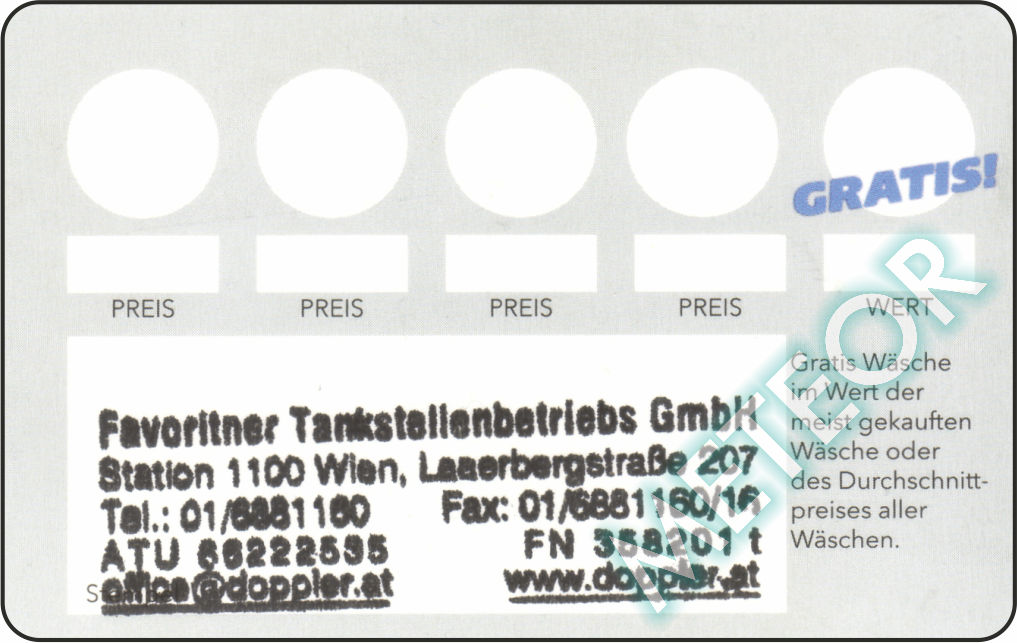 GRATIS!
PREIS PREIS PREIS PREIS WERT
Favoritner Tankstellenbetriebs GmbH
Station 1100 Wien, Laaerbergstraße 207
Tel.: 01/6881160 Fax: 01/6881160/16
ATU 66222535 FN 358201 t
office@doppler.at www.doppler.at
Gratis Wäsche
im Wert der
meist gekauften
Wäsche oder
des Durchschnitt-
preises aller
Wäschen.
METEOR